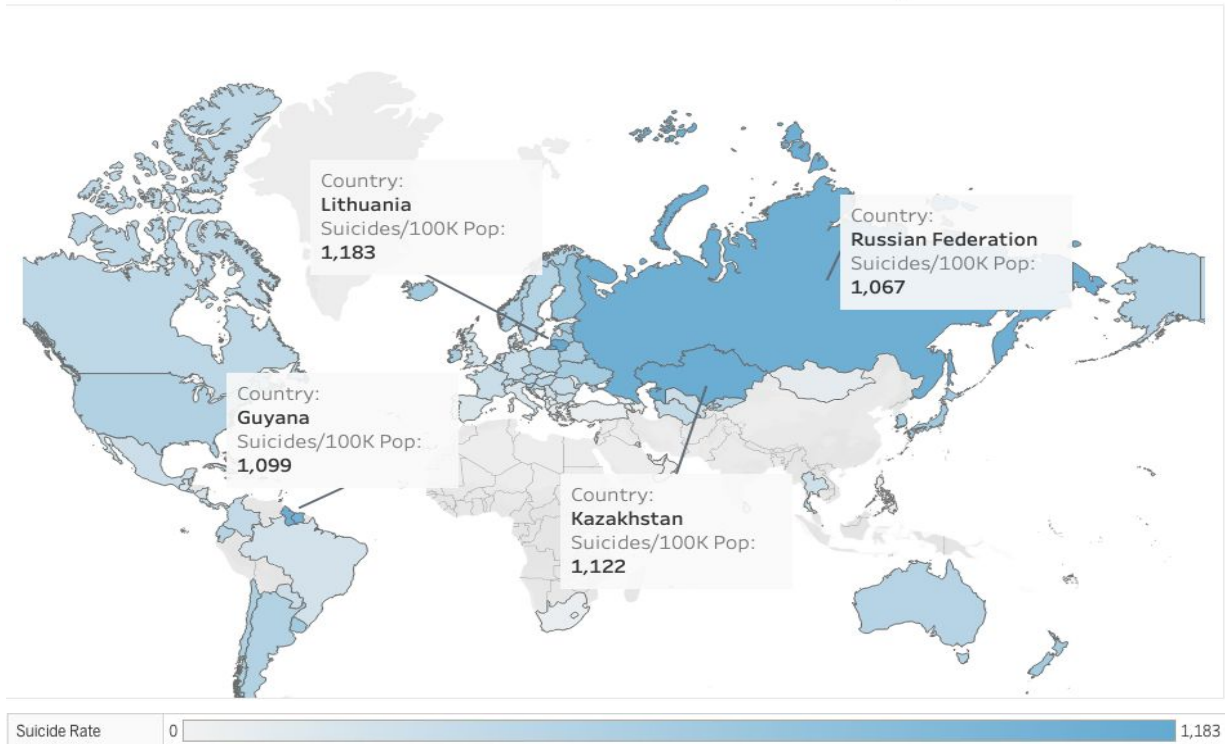 Country:
Lithuania
Suicides/100K Pop:
1,183
Country:
Russian Federation
Suicides/100K Pop:
1,067
Country:
Guyana
Suicides/100K Pop:
1,099
Country:
Kazakhstan
Suicides/100K Pop:
1,122
Suicide Rate 0 1,183